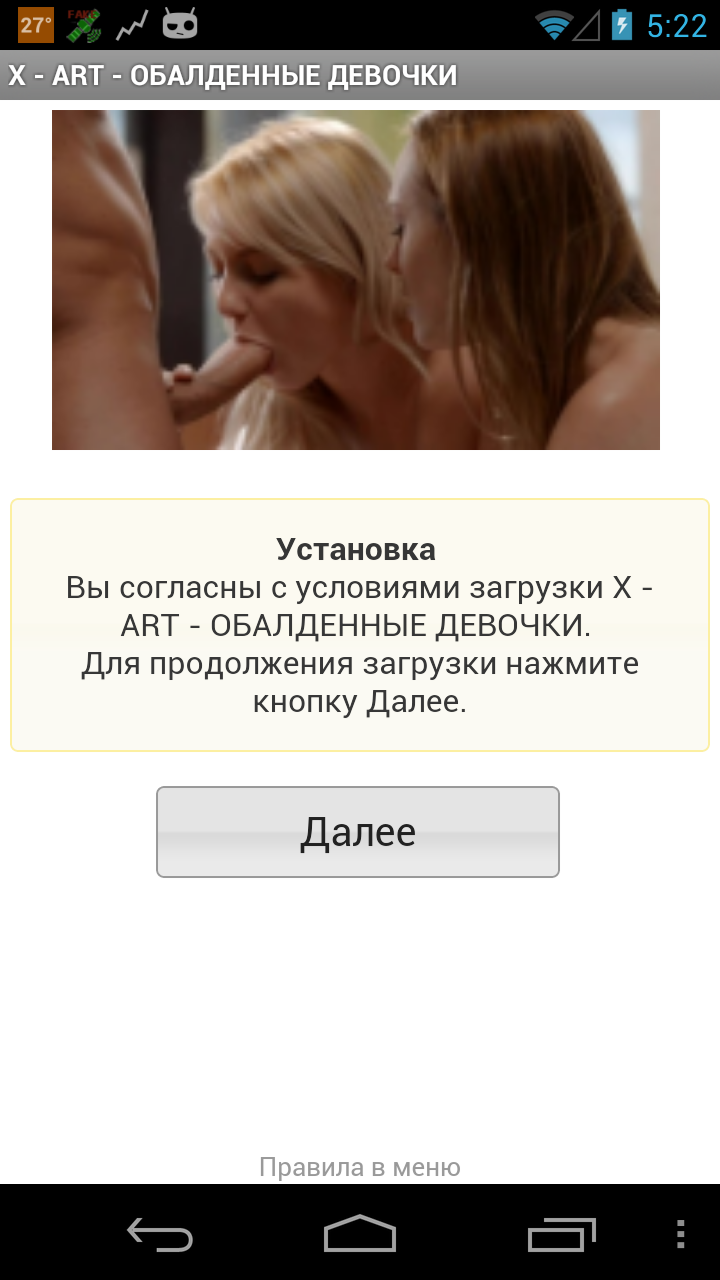 27°
FAKE
5:22
X - ART - ОБАЛДЕННЫЕ ДЕВОЧКИ
Установка
Вы согласны с условиями загрузки X -
ART - ОБАЛДЕННЫЕ ДЕВОЧКИ.
Для продолжения загрузки нажмите
кнопку Далее.
Далее
Правила в меню